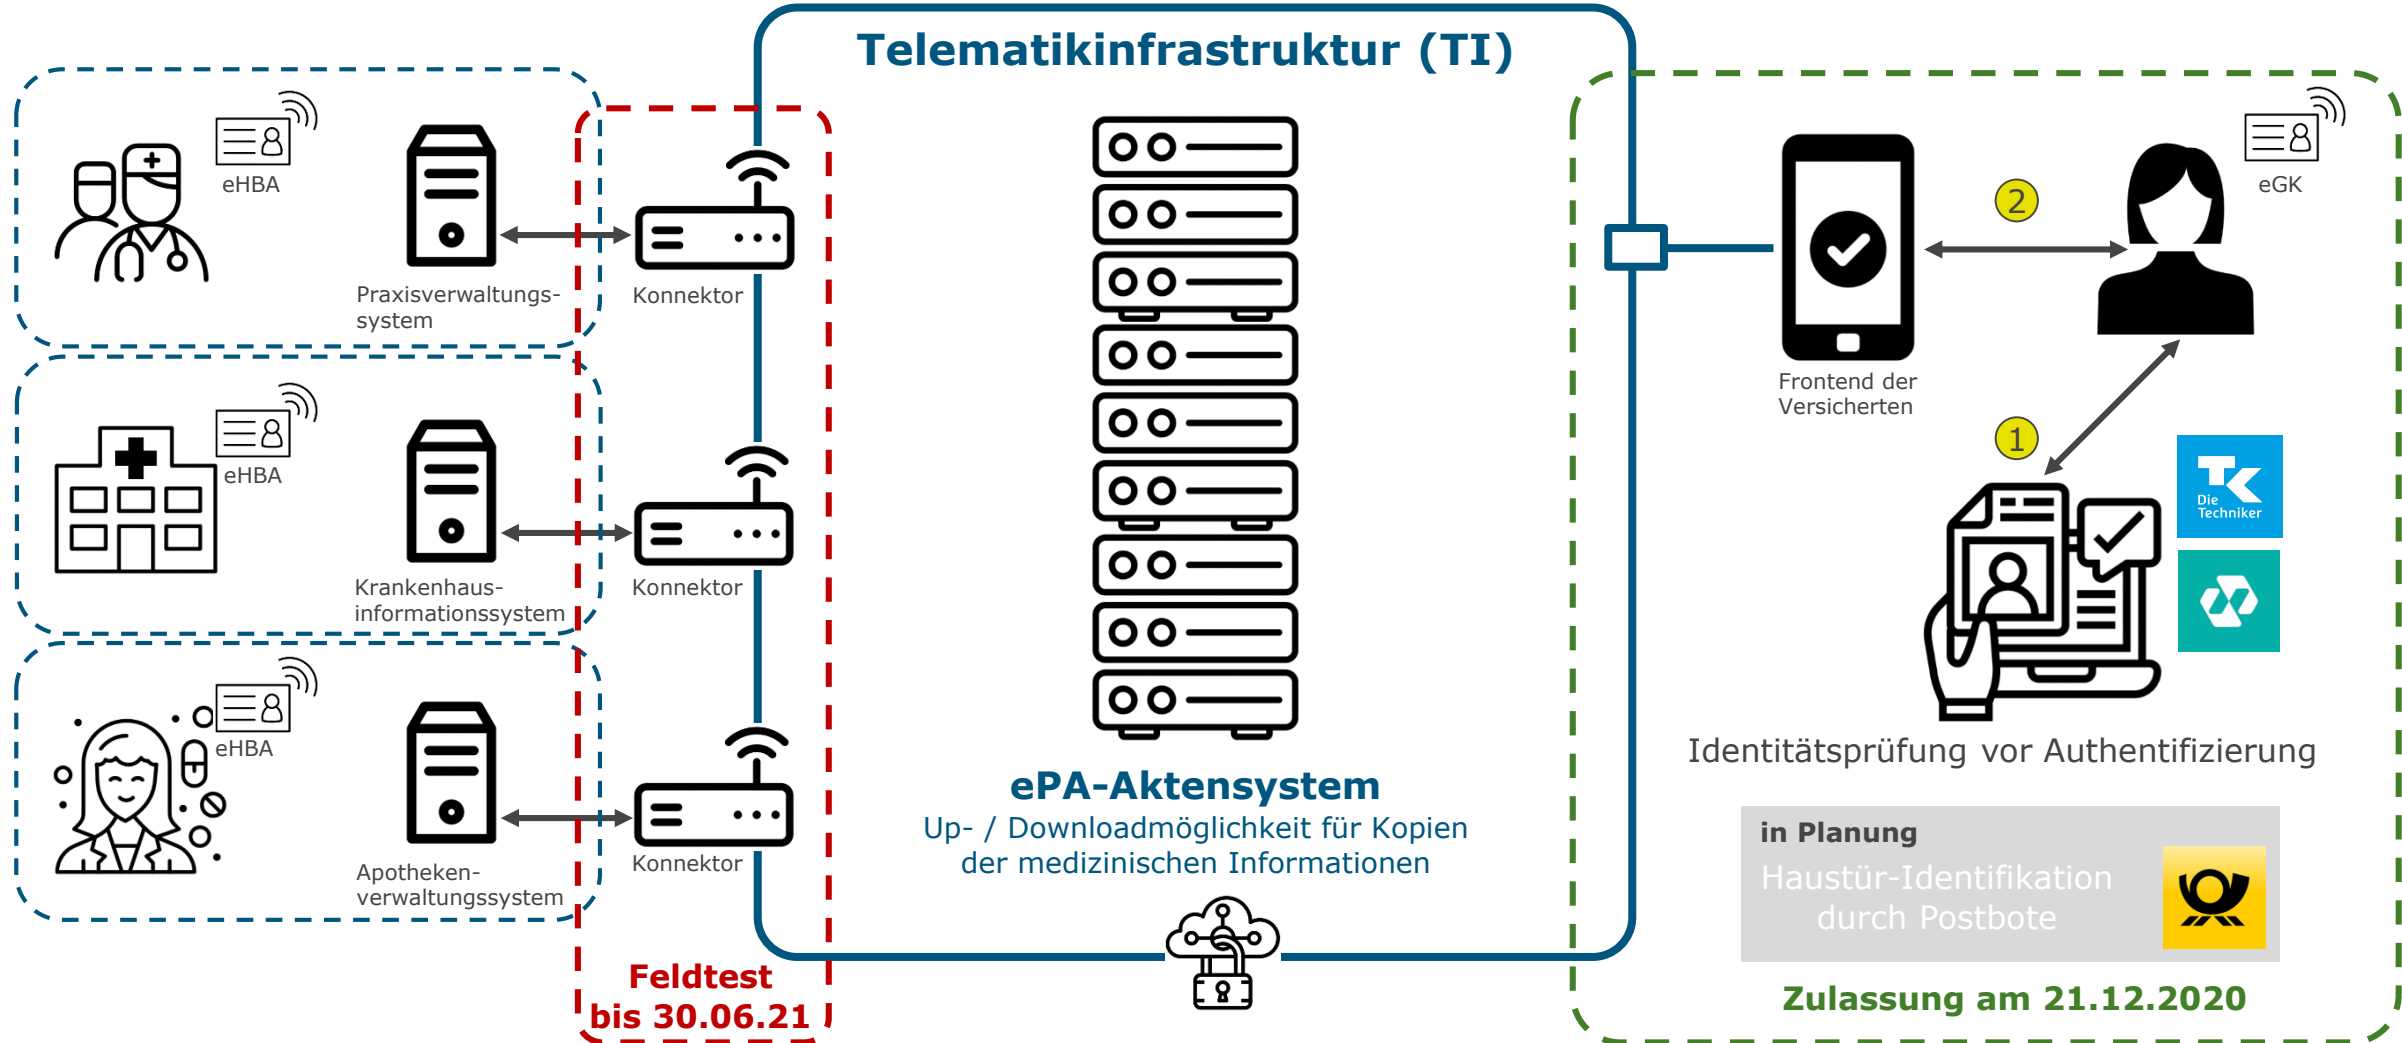 Telematikinfrastruktur (TI)
eHBA
Praxisverwaltungs-
system
Konnektor
eHBA
Krankenhaus-
informationssystem
Konnektor
eHBA
Apotheken-
verwaltungssystem
Konnektor
Feldtest
bis 30.06.21
ePA-Aktensystem
Up- / Downloadmöglichkeit für Kopien
der medizinischen Informationen
eGK
2
Frontend der
Versicherten
1
TK
Die
Techniker
Identitätsprüfung vor Authentifizierung
in Planung
Haustür-Identifikation
durch Postbote
Zulassung am 21.12.2020